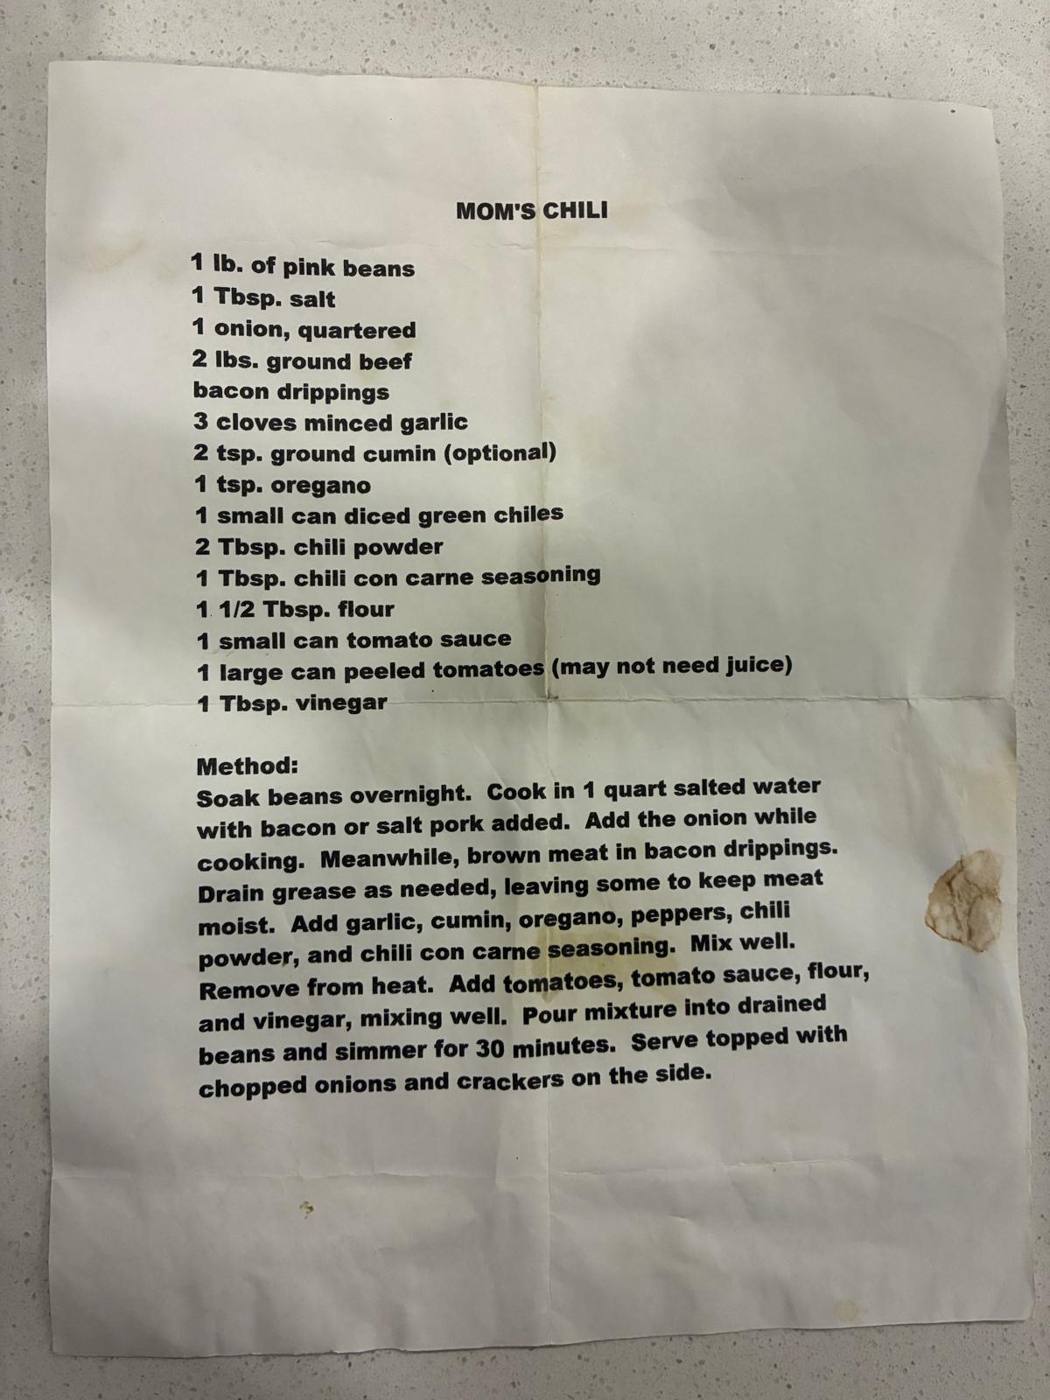 MOM'S CHILI
1 lb. of pink beans
1 Tbsp. salt
1 onion, quartered
2 lbs. ground beef
bacon drippings
3 cloves minced garlic
2 tsp. ground cumin (optional)
1 tsp. oregano
1 small can diced green chiles
2 Tbsp. chili powder
1 Tbsp. chili con carne seasoning
1 1/2 Tbsp. flour
1 small can tomato sauce
1 large can peeled tomatoes (may not need juice)
1 Tbsp. vinegar
Method:
Soak beans overnight. Cook in 1 quart salted water
with bacon or salt pork added. Add the onion while
cooking. Meanwhile, brown meat in bacon drippings.
Drain grease as needed, leaving some to keep meat
moist. Add garlic, cumin, oregano, peppers, chili
powder, and chili con carne seasoning. Mix well.
Remove from heat. Add tomatoes, tomato sauce, flour,
and vinegar, mixing well. Pour mixture into drained
beans and simmer for 30 minutes. Serve topped with
chopped onions and crackers on the side.